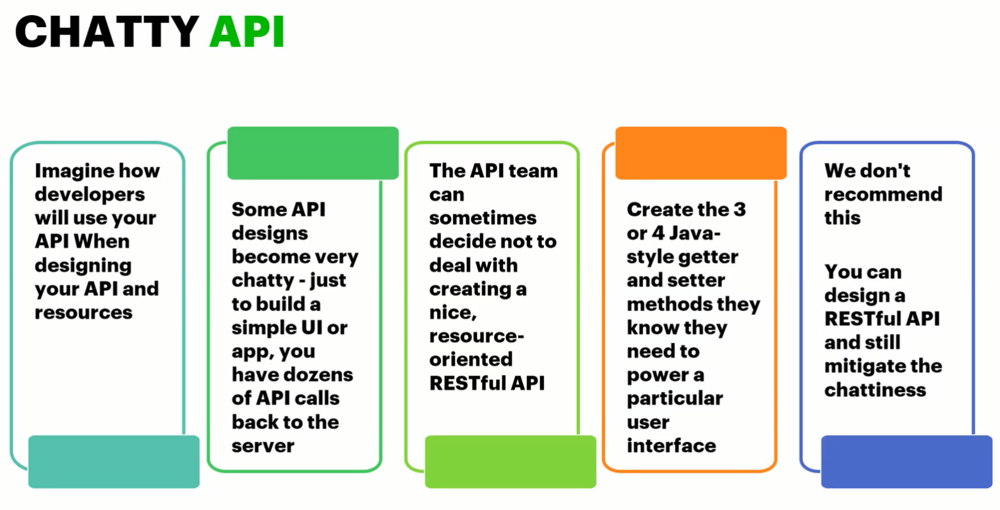 CHATTY API
Imagine how
developers
will use your
API When
designing
your API and
resources
Some API
designs
become very
chatty - just
to build a
simple UI or
app, you
have dozens
of API calls
back to the
server
The API team
can
sometimes
decide not to
deal with
creating a
nice,
resource-
oriented
RESTful API
Create the 3
or 4 Java-
style getter
and setter
methods they
know they
need to
power a
particular
user
interface
We don't
recommend
this
You can
design a
RESTful API
and still
mitigate the
chattiness